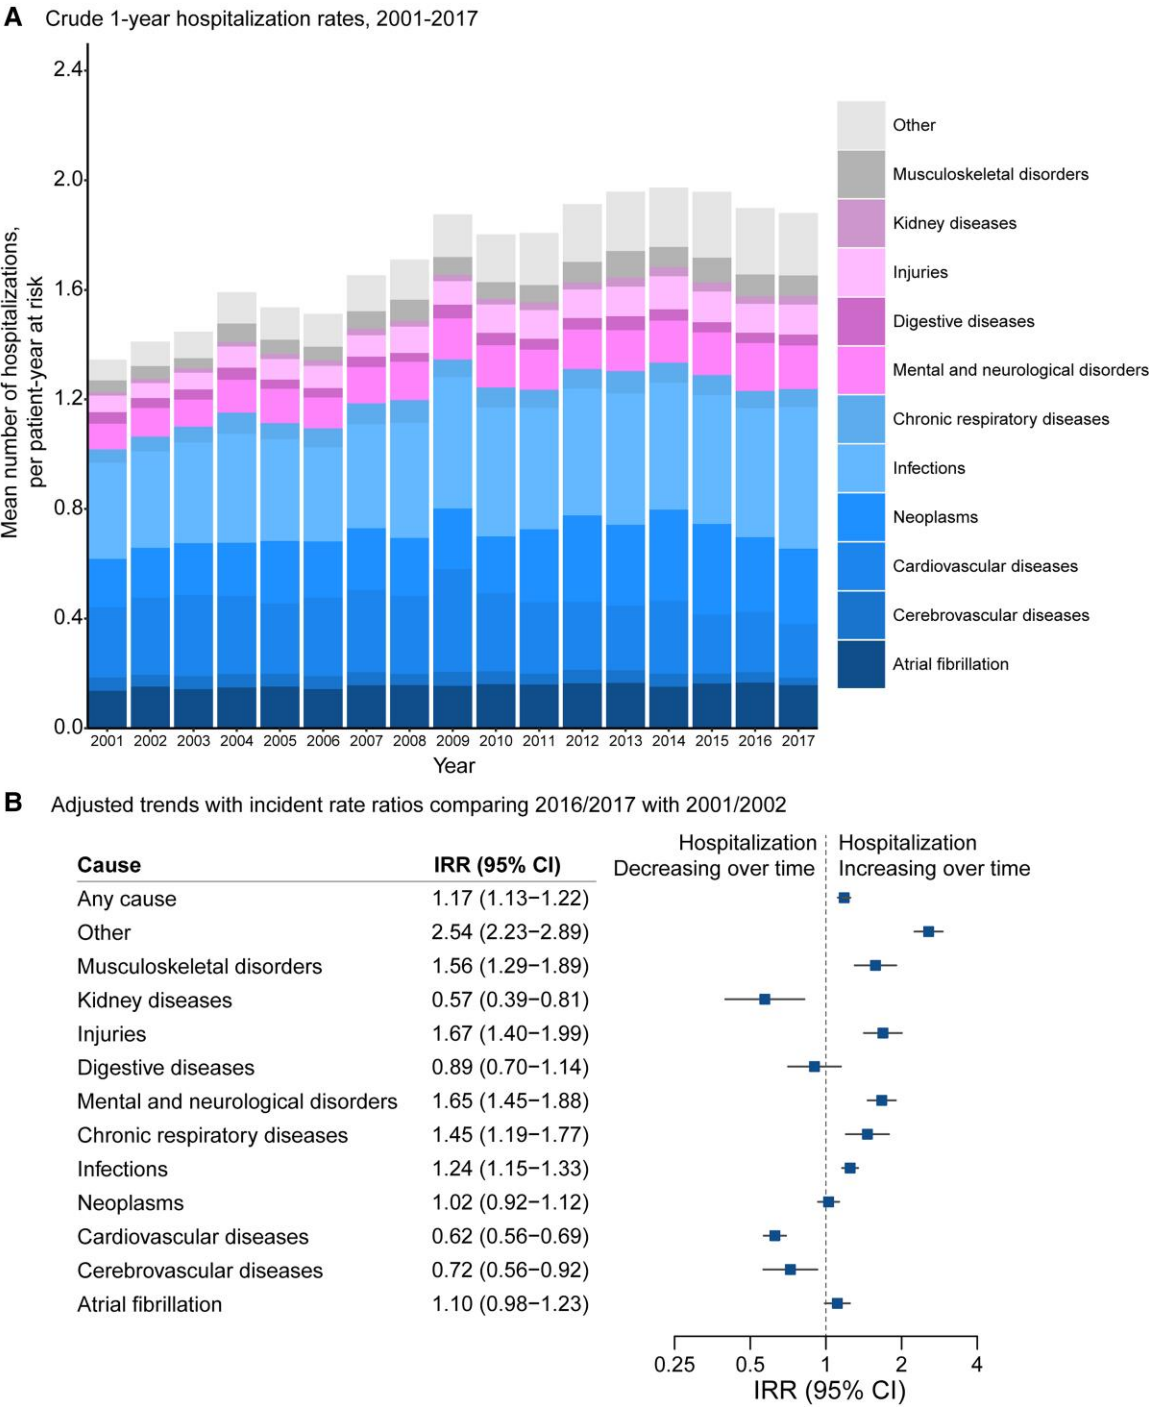 A Crude 1-year hospitalization rates, 2001-2017
Mean number of hospitalizations,
per patient-year at risk
2.4
2.0
1.6
1.2
0.8
0.4
0.0
2001 2002 2003 2004 2005 2006 2007 2008 2009 2010 2011 2012 2013 2014 2015 2016 2017
Year
Other
Musculoskeletal disorders
Kidney diseases
Injuries
Digestive diseases
Mental and neurological disorders
Chronic respiratory diseases
Infections
Neoplasms
Cardiovascular diseases
Cerebrovascular diseases
Atrial fibrillation
B Adjusted trends with incident rate ratios comparing 2016/2017 with 2001/2002
Hospitalization Hospitalization
Decreasing over time Increasing over time
Cause IRR (95% CI)
Any cause 1.17 (1.13−1.22)
Other 2.54 (2.23−2.89)
Musculoskeletal disorders 1.56 (1.29−1.89)
Kidney diseases 0.57 (0.39−0.81)
Injuries 1.67 (1.40−1.99)
Digestive diseases 0.89 (0.70−1.14)
Mental and neurological disorders 1.65 (1.45−1.88)
Chronic respiratory diseases 1.45 (1.19−1.77)
Infections 1.24 (1.15−1.33)
Neoplasms 1.02 (0.92−1.12)
Cardiovascular diseases 0.62 (0.56−0.69)
Cerebrovascular diseases 0.72 (0.56−0.92)
Atrial fibrillation 1.10 (0.98−1.23)
0.25 0.5 1 2 4
IRR (95% CI)